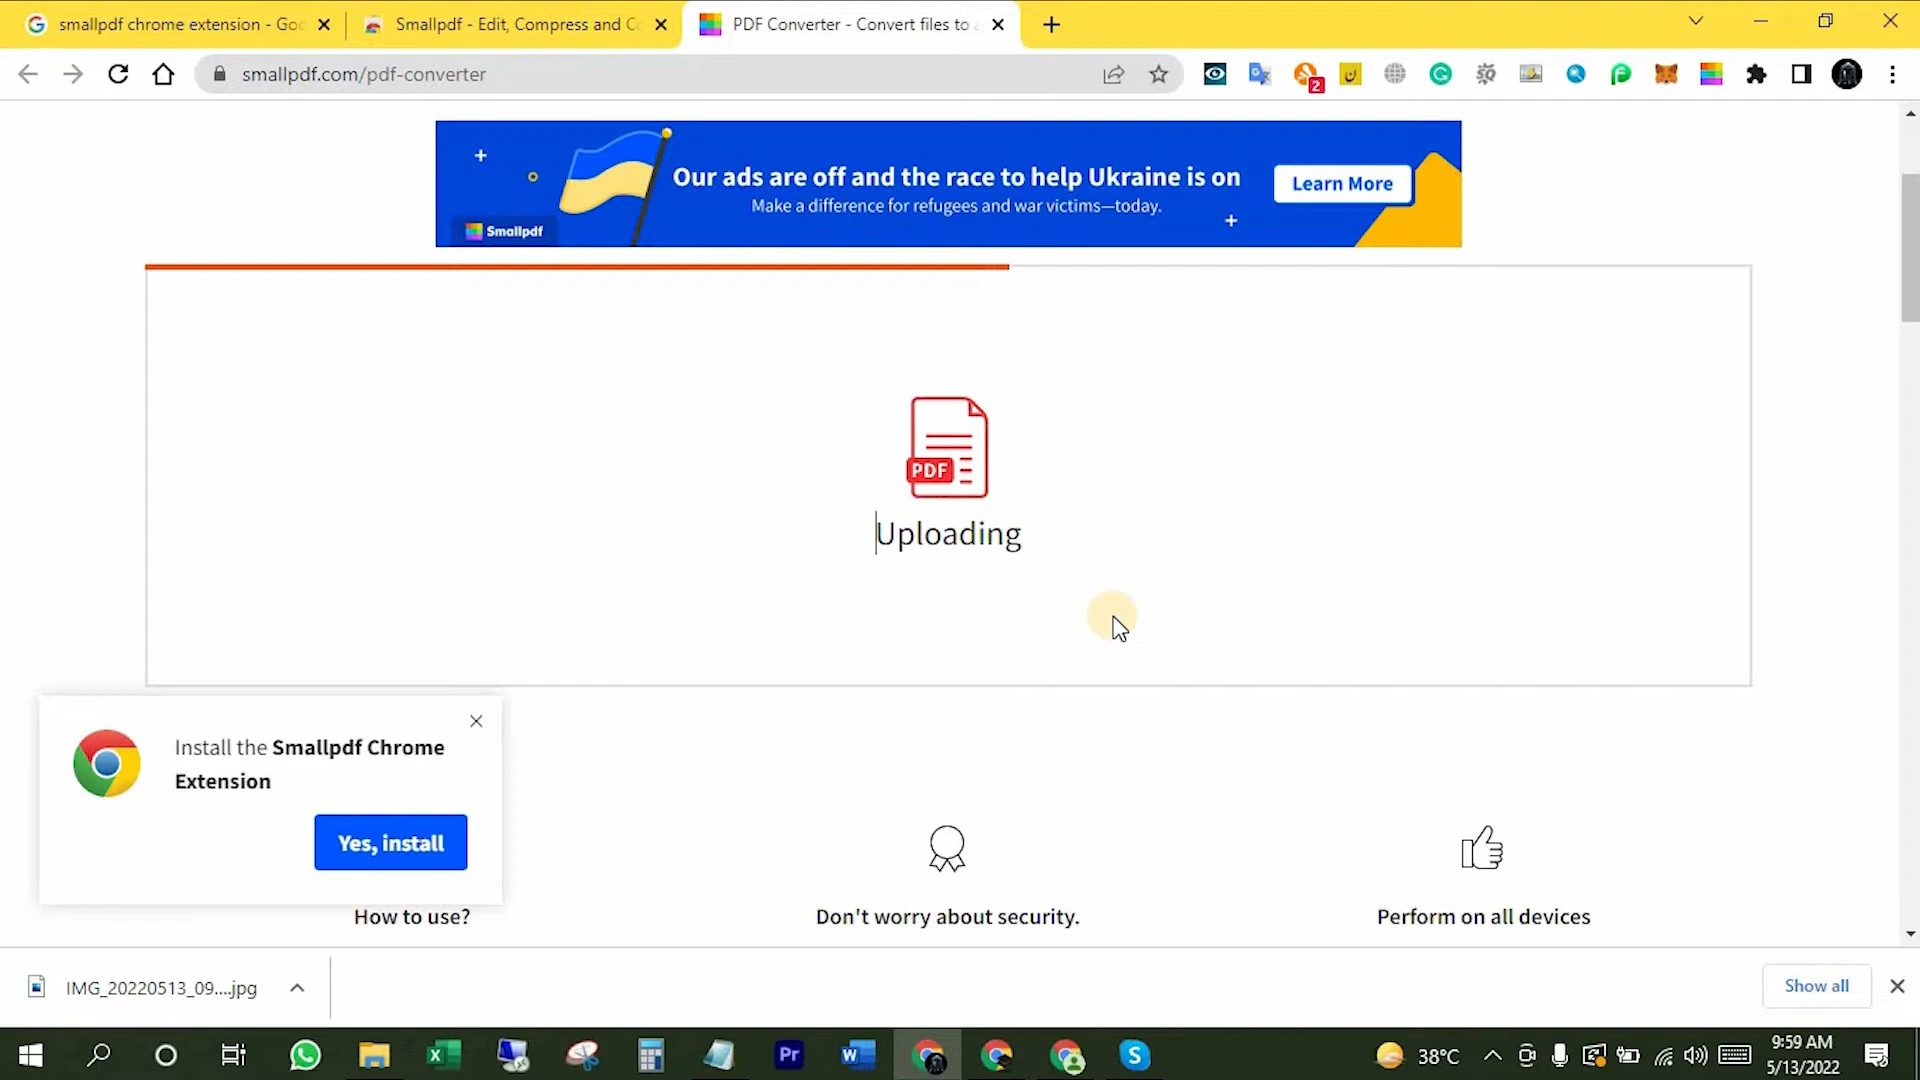 smallpdf chrome extension - Goo
Smallpdf - Edit, Compress and Co
PDF Converter - Convert files to a
smallpdf.com/pdf-converter
2
Our ads are off and the race to help Ukraine is on
Make a difference for refugees and war victims—today.
Learn More
Smallpdf
PDF
Uploading
Install the Smallpdf Chrome
Extension
Yes, install
How to use?
Don't worry about security.
Perform on all devices
IMG_20220513_09....jpg
Show all
Pr
W
S
38°C
9:59 AM
5/13/2022